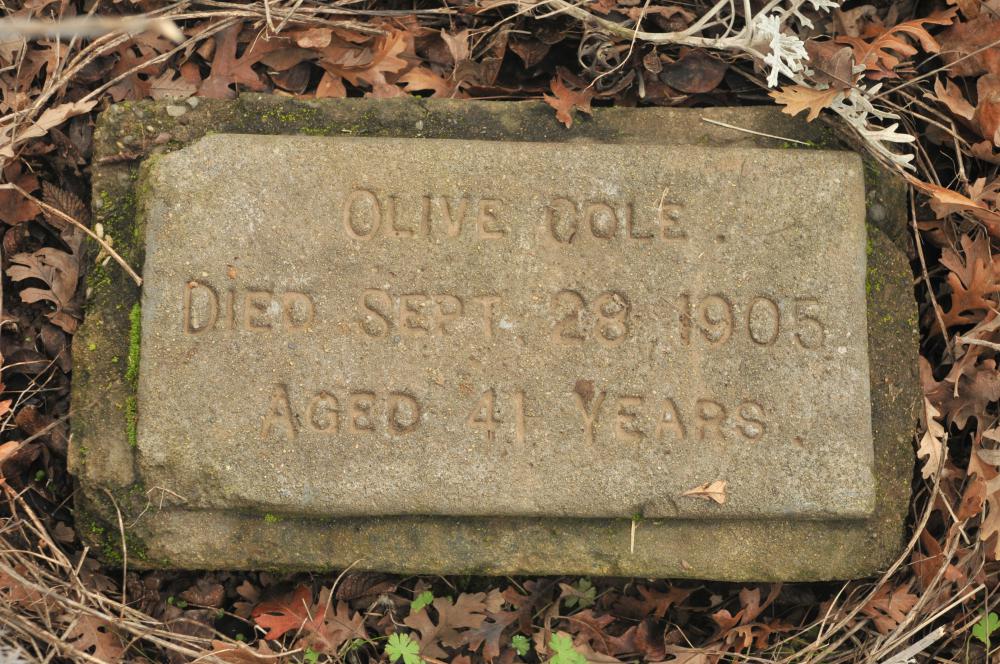 OLIVE COLE.
DIED SEPT. 28, 1905
AGED 41 YEARS.